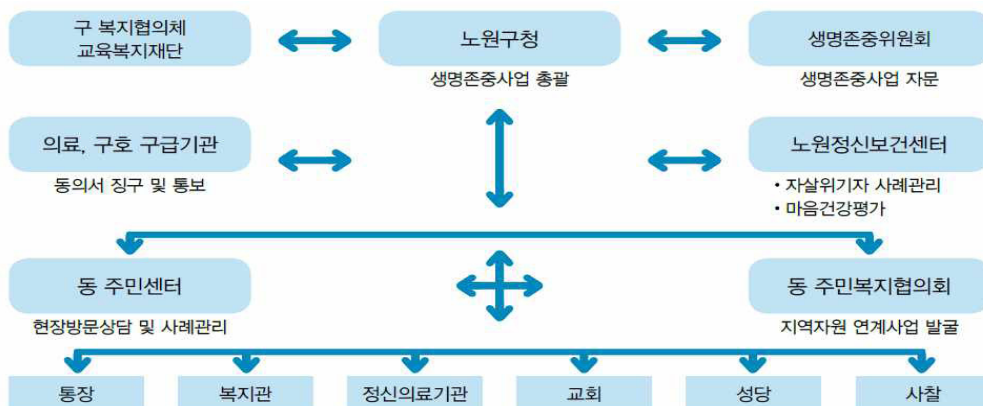 구 복지협의체
교육복지재단
노원구청
생명존중위원회
생명존중사업 총괄
생명존중사업 자문
의료, 구호 구급기관
노원정신보건센터
동의서 징구 및 통보
• 자살위기자 사례관리
• 마음건강평가
동 주민센터
동 주민복지협의회
현장방문상담 및 사례관리
지역자원 연계사업 발굴
통장
복지관
정신의료기관
교회
성당
사찰